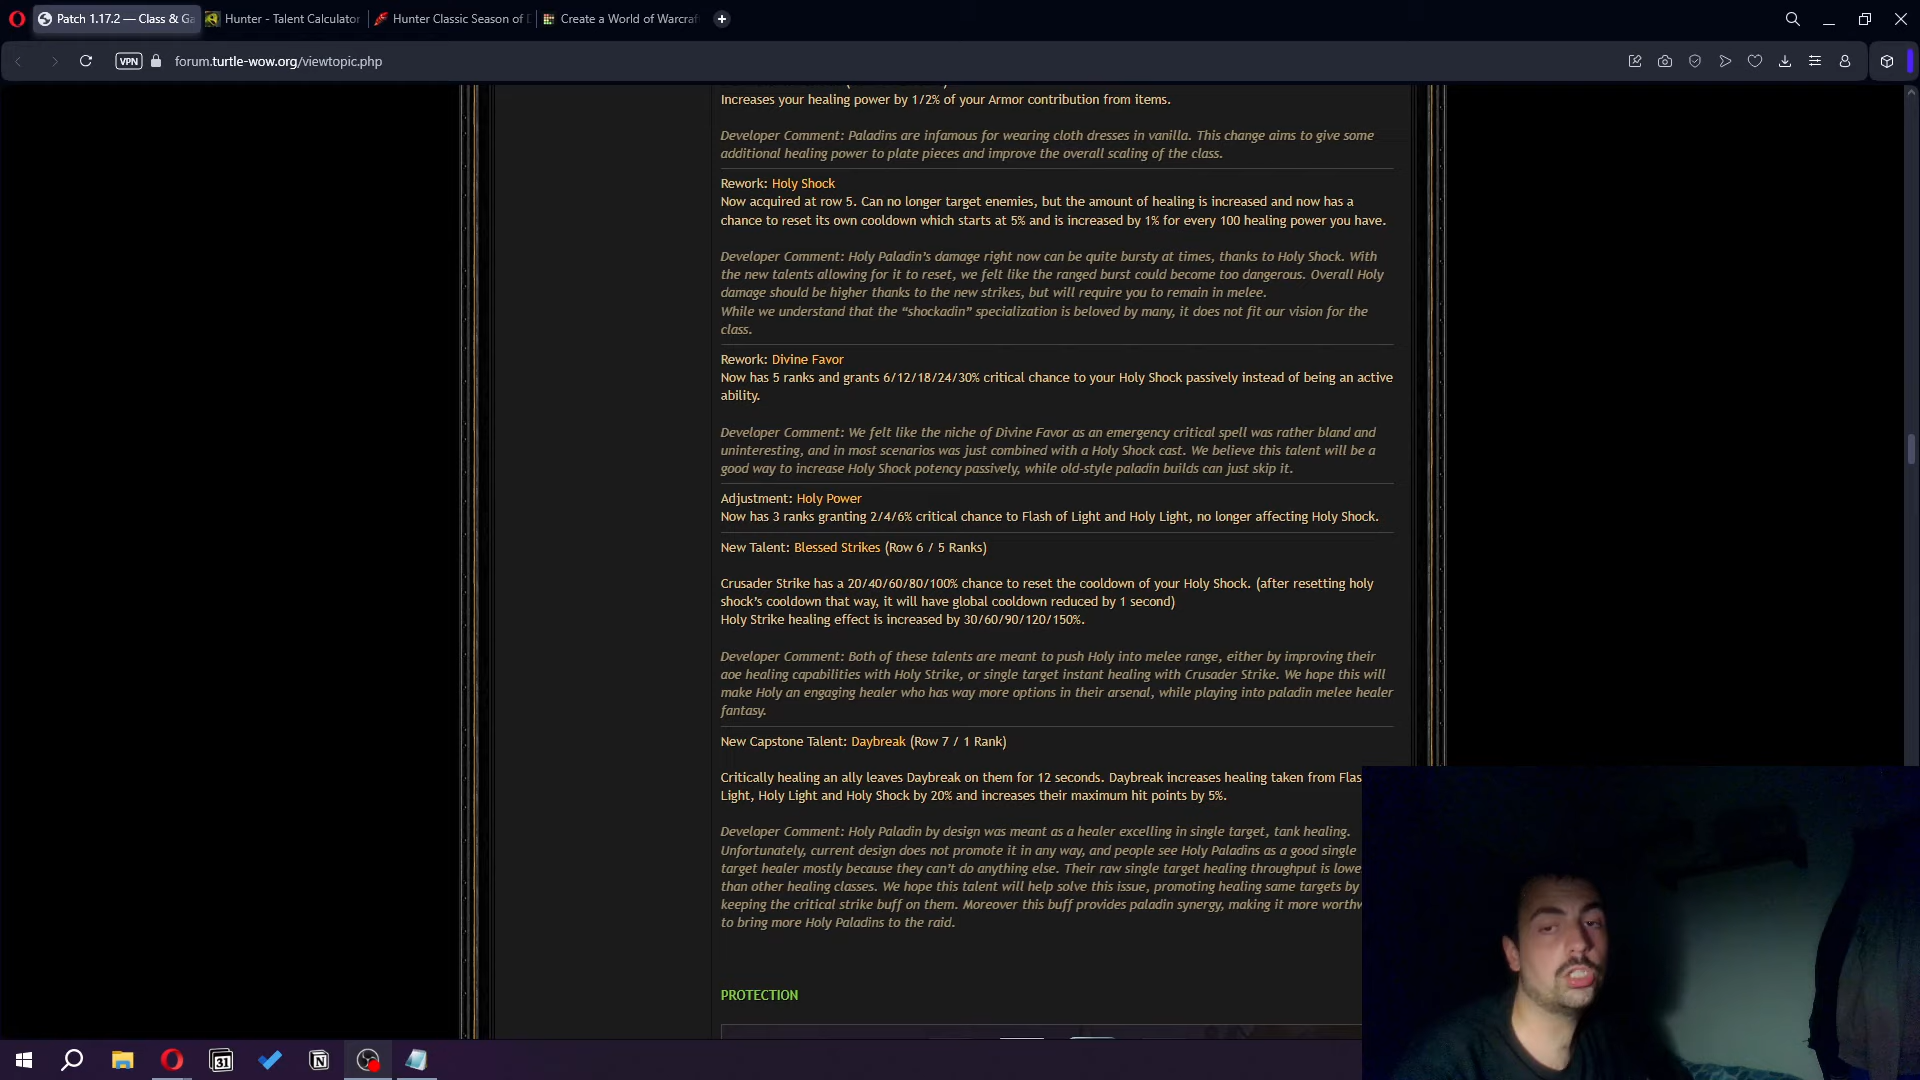 Patch 1.17.2 — Class & Ga
Hunter - Talent Calculator
Hunter Classic Season of D
Create a World of Warcraf
VPN
forum.turtle-wow.org/viewtopic.php
Increases your healing power by 1/2% of your Armor contribution from items.
Developer Comment: Paladins are infamous for wearing cloth dresses in vanilla. This change aims to give some
additional healing power to plate pieces and improve the overall scaling of the class.
Rework: Holy Shock
Now acquired at row 5. Can no longer target enemies, but the amount of healing is increased and now has a
chance to reset its own cooldown which starts at 5% and is increased by 1% for every 100 healing power you have.
Developer Comment: Holy Paladin’s damage right now can be quite bursty at times, thanks to Holy Shock. With
the new talents allowing for it to reset, we felt like the ranged burst could become too dangerous. Overall Holy
damage should be higher thanks to the new strikes, but will require you to remain in melee.
While we understand that the “shockadin” specialization is beloved by many, it does not fit our vision for the
class.
Rework: Divine Favor
Now has 5 ranks and grants 6/12/18/24/30% critical chance to your Holy Shock passively instead of being an active
ability.
Developer Comment: We felt like the niche of Divine Favor as an emergency critical spell was rather bland and
uninteresting, and in most scenarios was just combined with a Holy Shock cast. We believe this talent will be a
good way to increase Holy Shock potency passively, while old-style paladin builds can just skip it.
Adjustment: Holy Power
Now has 3 ranks granting 2/4/6% critical chance to Flash of Light and Holy Light, no longer affecting Holy Shock.
New Talent: Blessed Strikes (Row 6 / 5 Ranks)
Crusader Strike has a 20/40/60/80/100% chance to reset the cooldown of your Holy Shock. (after resetting holy
shock’s cooldown that way, it will have global cooldown reduced by 1 second)
Holy Strike healing effect is increased by 30/60/90/120/150%.
Developer Comment: Both of these talents are meant to push Holy into melee range, either by improving their
aoe healing capabilities with Holy Strike, or single target instant healing with Crusader Strike. We hope this will
make Holy an engaging healer who has way more options in their arsenal, while playing into paladin melee healer
fantasy.
New Capstone Talent: Daybreak (Row 7 / 1 Rank)
Critically healing an ally leaves Daybreak on them for 12 seconds. Daybreak increases healing taken from Flas
Light, Holy Light and Holy Shock by 20% and increases their maximum hit points by 5%.
Developer Comment: Holy Paladin by design was meant as a healer excelling in single target, tank healing.
Unfortunately, current design does not promote it in any way, and people see Holy Paladins as a good single
target healer mostly because they can’t do anything else. Their raw single target healing throughput is lowe
than other healing classes. We hope this talent will help solve this issue, promoting healing same targets by
keeping the critical strike buff on them. Moreover this buff provides paladin synergy, making it more worthw
to bring more Holy Paladins to the raid.
PROTECTION
31